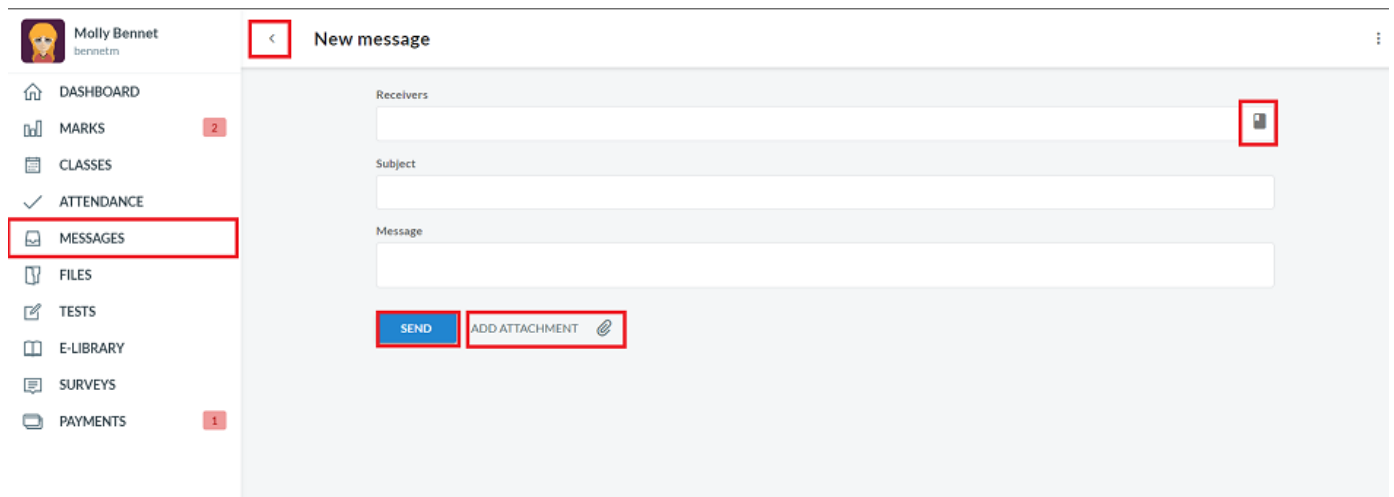 Molly Bennet
bennetm
DASHBOARD
MARKS 2
CLASSES
ATTENDANCE
MESSAGES
FILES
TESTS
E-LIBRARY
SURVEYS
PAYMENTS 1
New message
Receivers
Subject
Message
SEND ADD ATTACHMENT